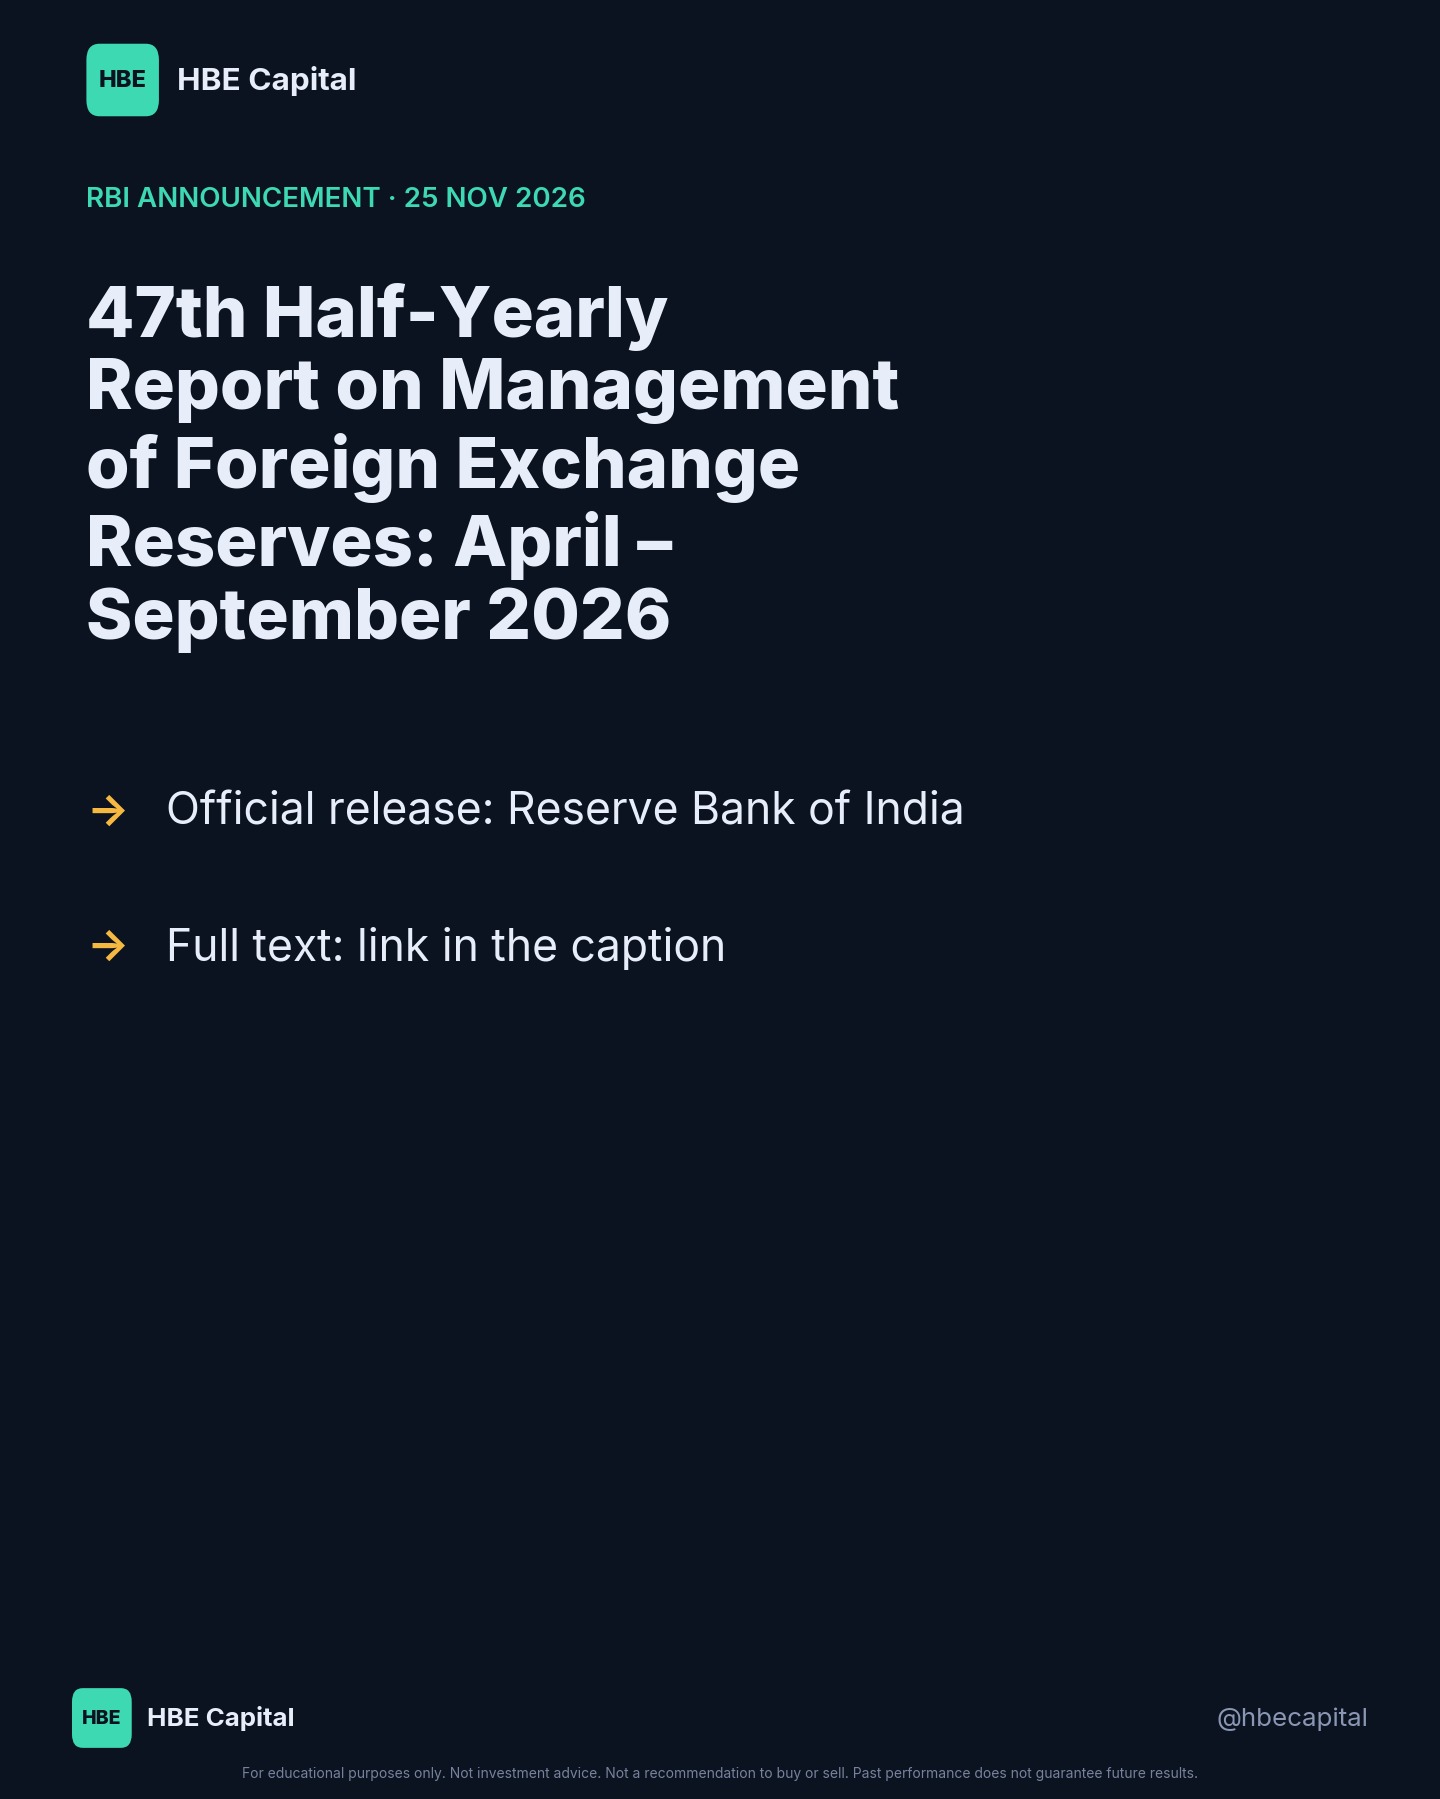 HBE
HBE Capital
RBI ANNOUNCEMENT · 25 NOV 2026
47th Half-Yearly
Report on Management
of Foreign Exchange
Reserves: April –
September 2026
→ Official release: Reserve Bank of India
→ Full text: link in the caption
HBE
HBE Capital
@hbecapital
For educational purposes only. Not investment advice. Not a recommendation to buy or sell. Past performance does not guarantee future results.